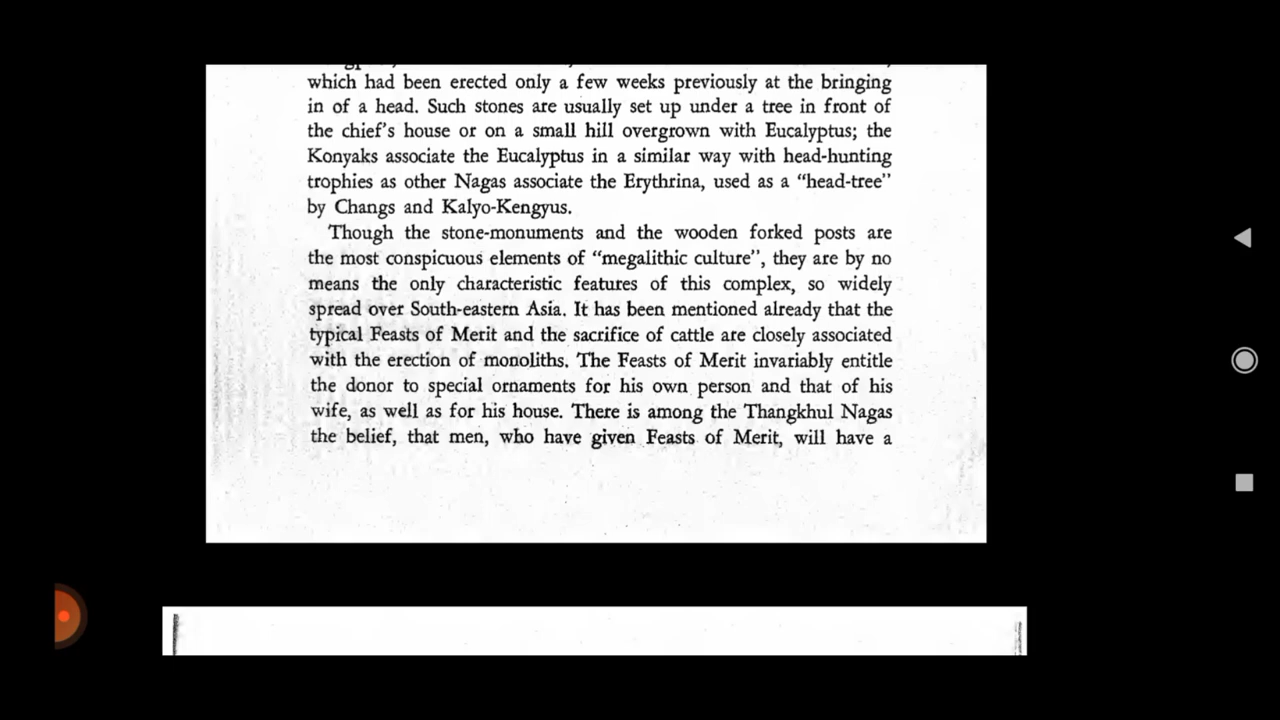 which had been erected only a few weeks previously at the bringing
in of a head. Such stones are usually set up under a tree in front of
the chief's house or on a small hill overgrown with Eucalyptus; the
Konyaks associate the Eucalyptus in a similar way with head-hunting
trophies as other Nagas associate the Erythrina, used as a "head-tree"
by Changs and Kalyo-Kengyus.
Though the stone-monuments and the wooden forked posts are
the most conspicuous elements of "megalithic culture", they are by no
means the only characteristic features of this complex, so widely
spread over South-eastern Asia. It has been mentioned already that the
typical Feasts of Merit and the sacrifice of cattle are closely associated
with the erection of monoliths. The Feasts of Merit invariably entitle
the donor to special ornaments for his own person and that of his
wife, as well as for his house. There is among the Thangkhul Nagas
the belief, that men, who have given Feasts of Merit, will have a